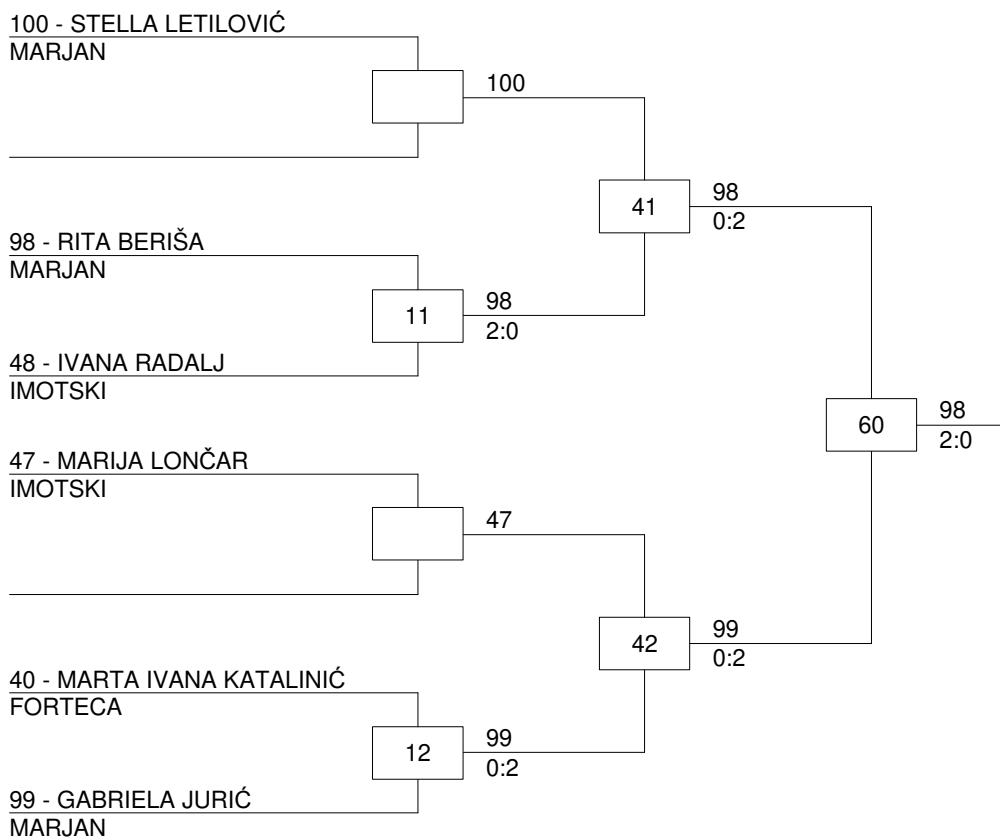 100 - STELLA LETILOVIĆ
MARJAN
100
98 - RITA BERIŠA
MARJAN
11
98
2:0
48 - IVANA RADALJ
IMOTSKI
41
98
0:2
47 - MARIJA LONČAR
IMOTSKI
47
40 - MARTA IVANA KATALINIĆ
FORTECA
12
99
0:2
99 - GABRIELA JURIĆ
MARJAN
42
99
0:2
60
98
2:0